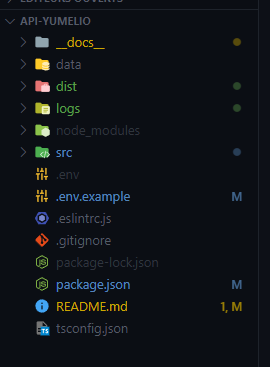 API-YUMELIO
__docs__
data
dist
logs
node_modules
src
.env
.env.example M
.eslintrc.js
.gitignore
package-lock.json
package.json M
README.md 1, M
tsconfig.json